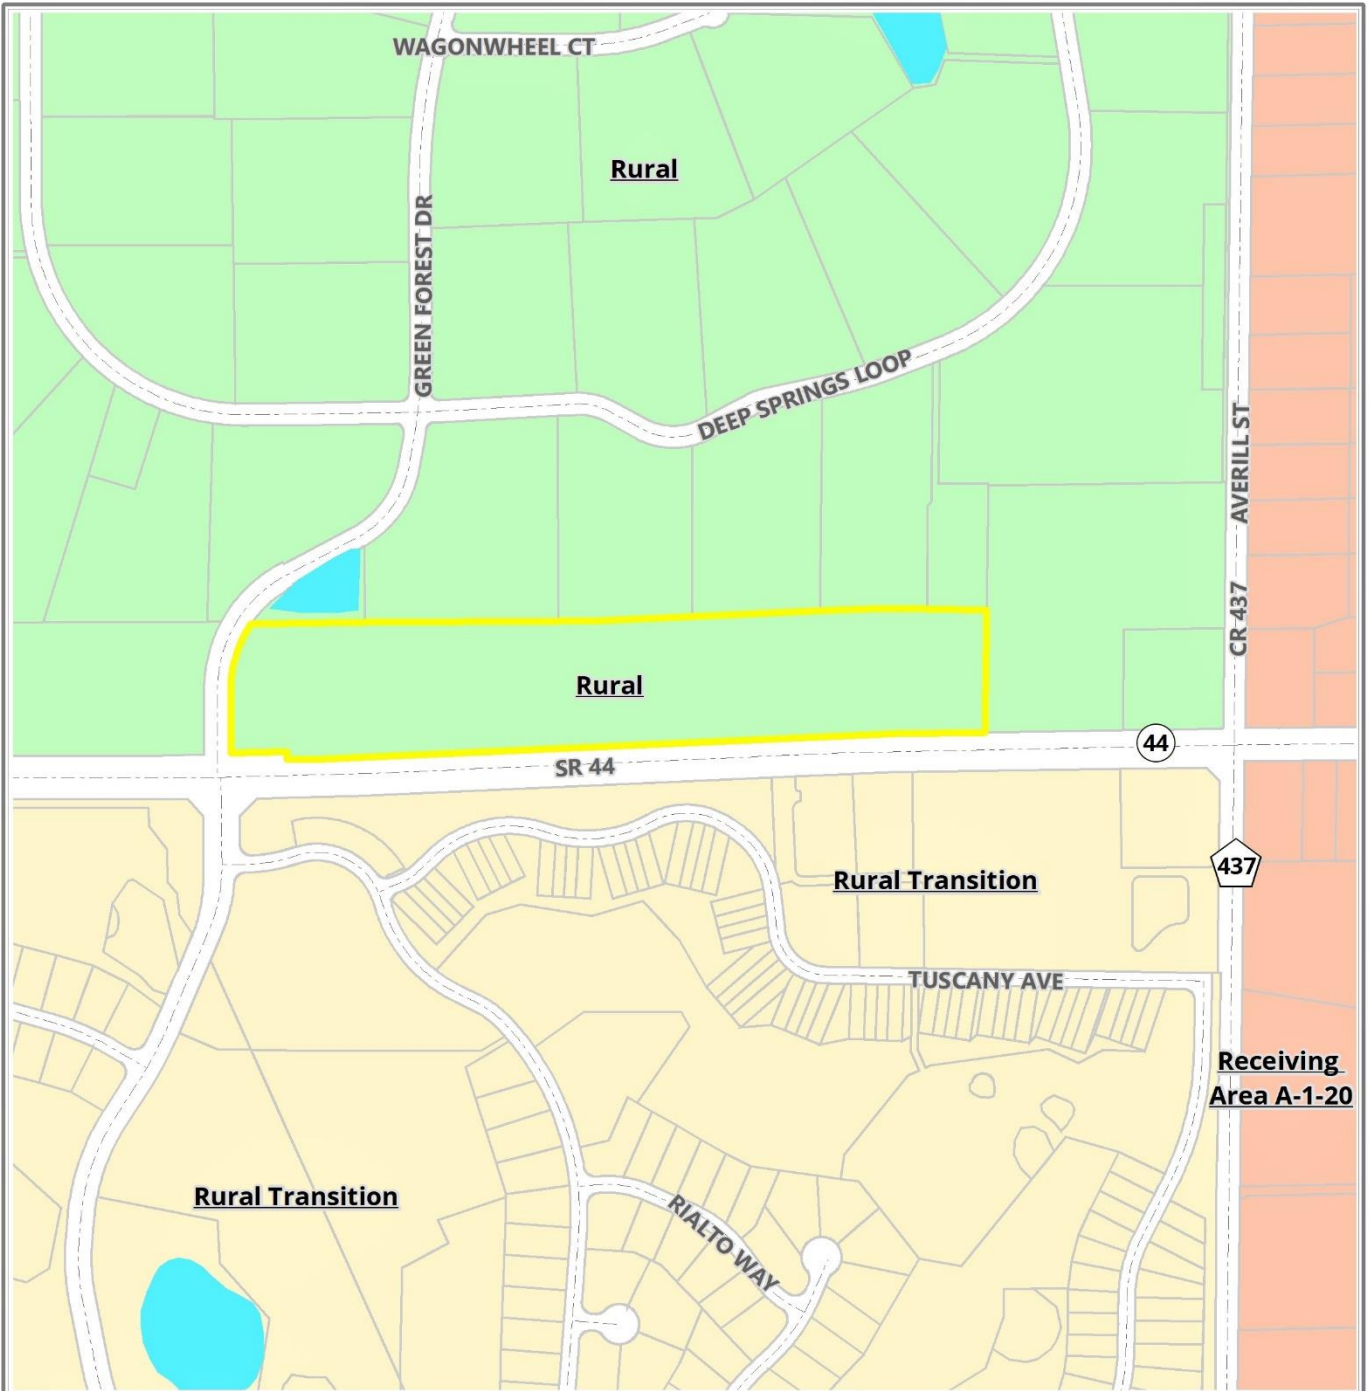 WAGONWHEEL CT
Rural
GREEN FOREST DR
DEEP SPRINGS LOOP
AVERILL ST
CR 437
Rural
44
SR 44
437
Rural Transition
TUSCANY AVE
Receiving
Area A-1-20
Rural Transition
RIALTO WAY